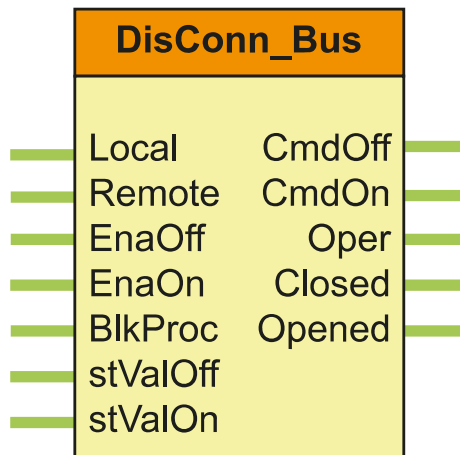 DisConn_Bus
Local CmdOff
Remote CmdOn
EnaOff Oper
EnaOn Closed
BlkProc Opened
stValOff
stValOn